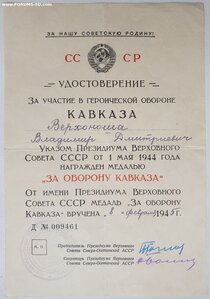 FORUMS-SU.com
ЗА НАШУ СОВЕТСКУЮ РОДИНУ!
СС СР
УДОСТОВЕРЕНИЕ
ЗА УЧАСТИЕ В ГЕРОИЧЕСКОЙ ОБОРОНЕ
КАВКАЗА
Владимир Дмитриевич
УКАЗОМ ПРЕЗИДИУМА ВЕРХОВНОГО
СОВЕТА СССР ОТ 1 МАЯ 1944 ГОДА
НАГРАЖДЕН МЕДАЛЬЮ
"ЗА ОБОРОНУ КАВКАЗА"
ОТ ИМЕНИ ПРЕЗИДИУМА ВЕРХОВНОГО
СОВЕТА СССР МЕДАЛЬ „ЗА ОБОРОНУ
КАВКАЗА" ВРУЧЕНА 8 февраля 1945 г.
Д № 009461
М. П.
Председатель Президиума Верховного
Совета Северо-Осетинской АССР
Секретарь Президиума Верховного
Совета Северо-Осетинской АССР